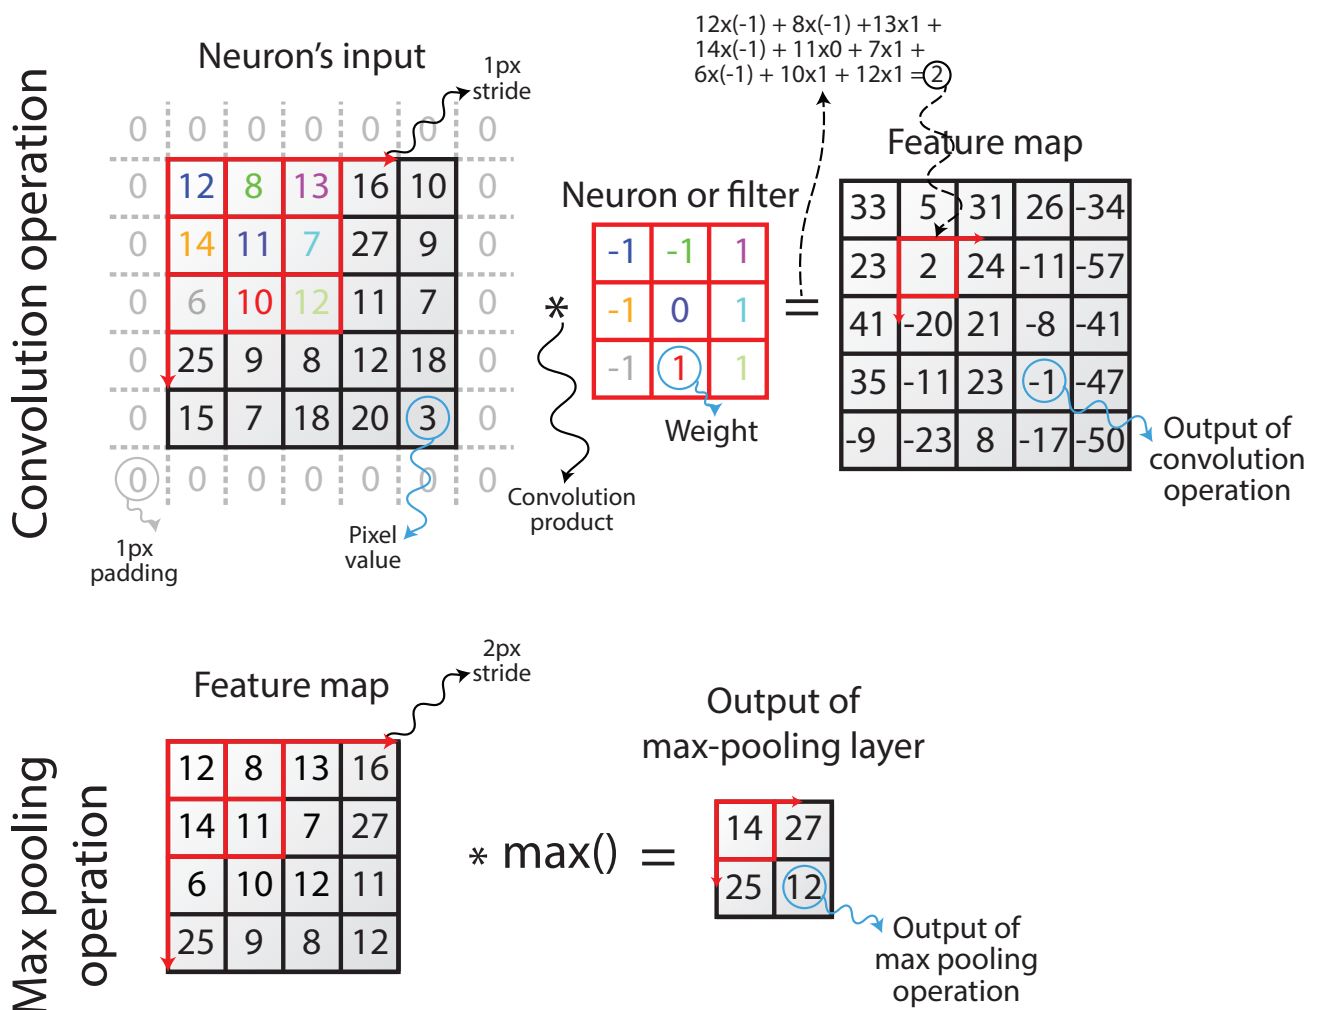 Convolution operation
Neuron's input
1px
stride
0 0 0 0 0 0 0
0 12 8 13 16 10 0
0 14 11 7 27 9 0
0 6 10 12 11 7 0
0 25 9 8 12 18 0
0 15 7 18 20 3 0
0 0 0 0 0 0 0
1px
padding
Pixel
value
*
Convolution
product
Neuron or filter
-1 -1 1
-1 0 1
-1 1 1
Weight
=
12x(-1) + 8x(-1) +13x1 +
14x(-1) + 11x0 + 7x1 +
6x(-1) + 10x1 + 12x1 =2
Feature map
33 5 31 26 -34
23 2 24 -11 -57
41 -20 21 -8 -41
35 -11 23 -1 -47
-9 -23 8 -17 -50
Output of
convolution
operation
Max pooling
operation
Feature map
2px
stride
12 8 13 16
14 11 7 27
6 10 12 11
25 9 8 12
* max() =
Output of
max-pooling layer
14 27
25 12
Output of
max pooling
operation